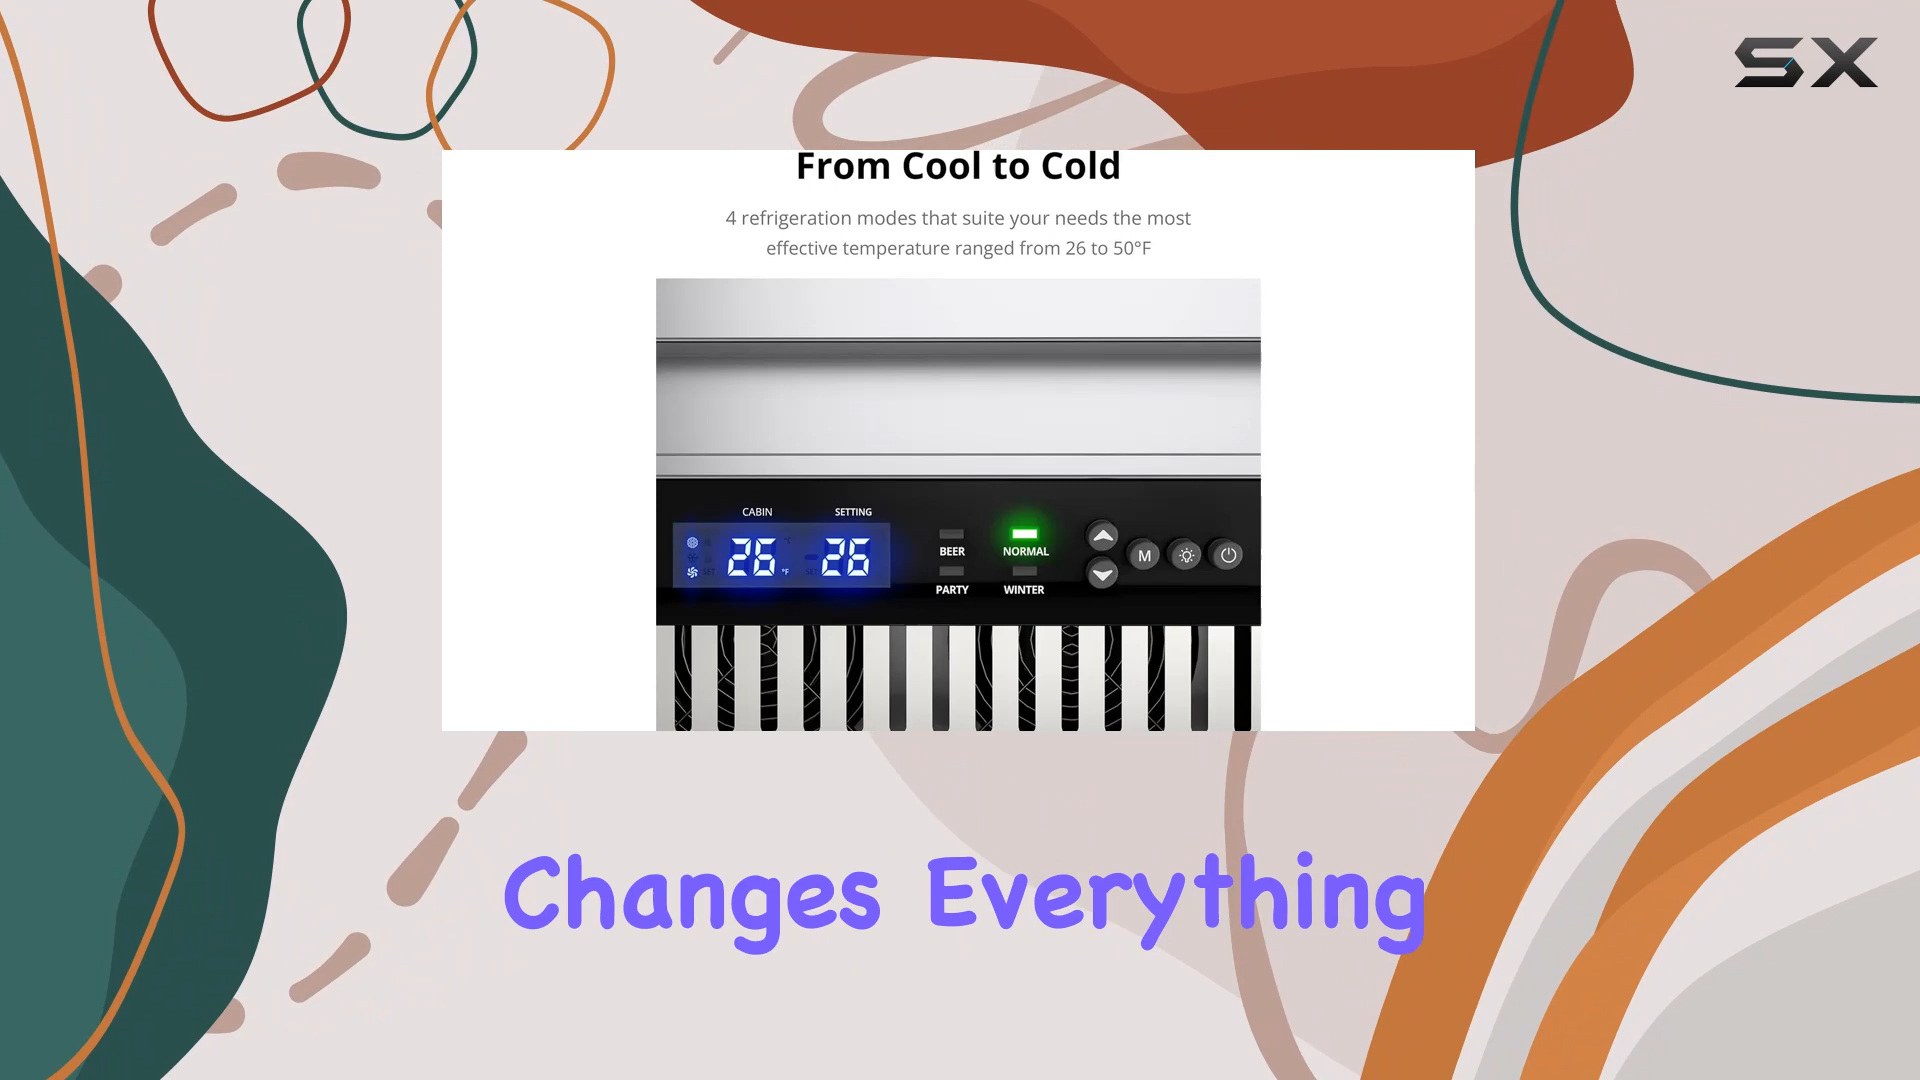 SX
From Cool to Cold
4 refrigeration modes that suite your needs the most
effective temperature ranged from 26 to 50°F
CABIN SETTING
26 °F 26
BEER NORMAL
M
PARTY WINTER
Changes Everything